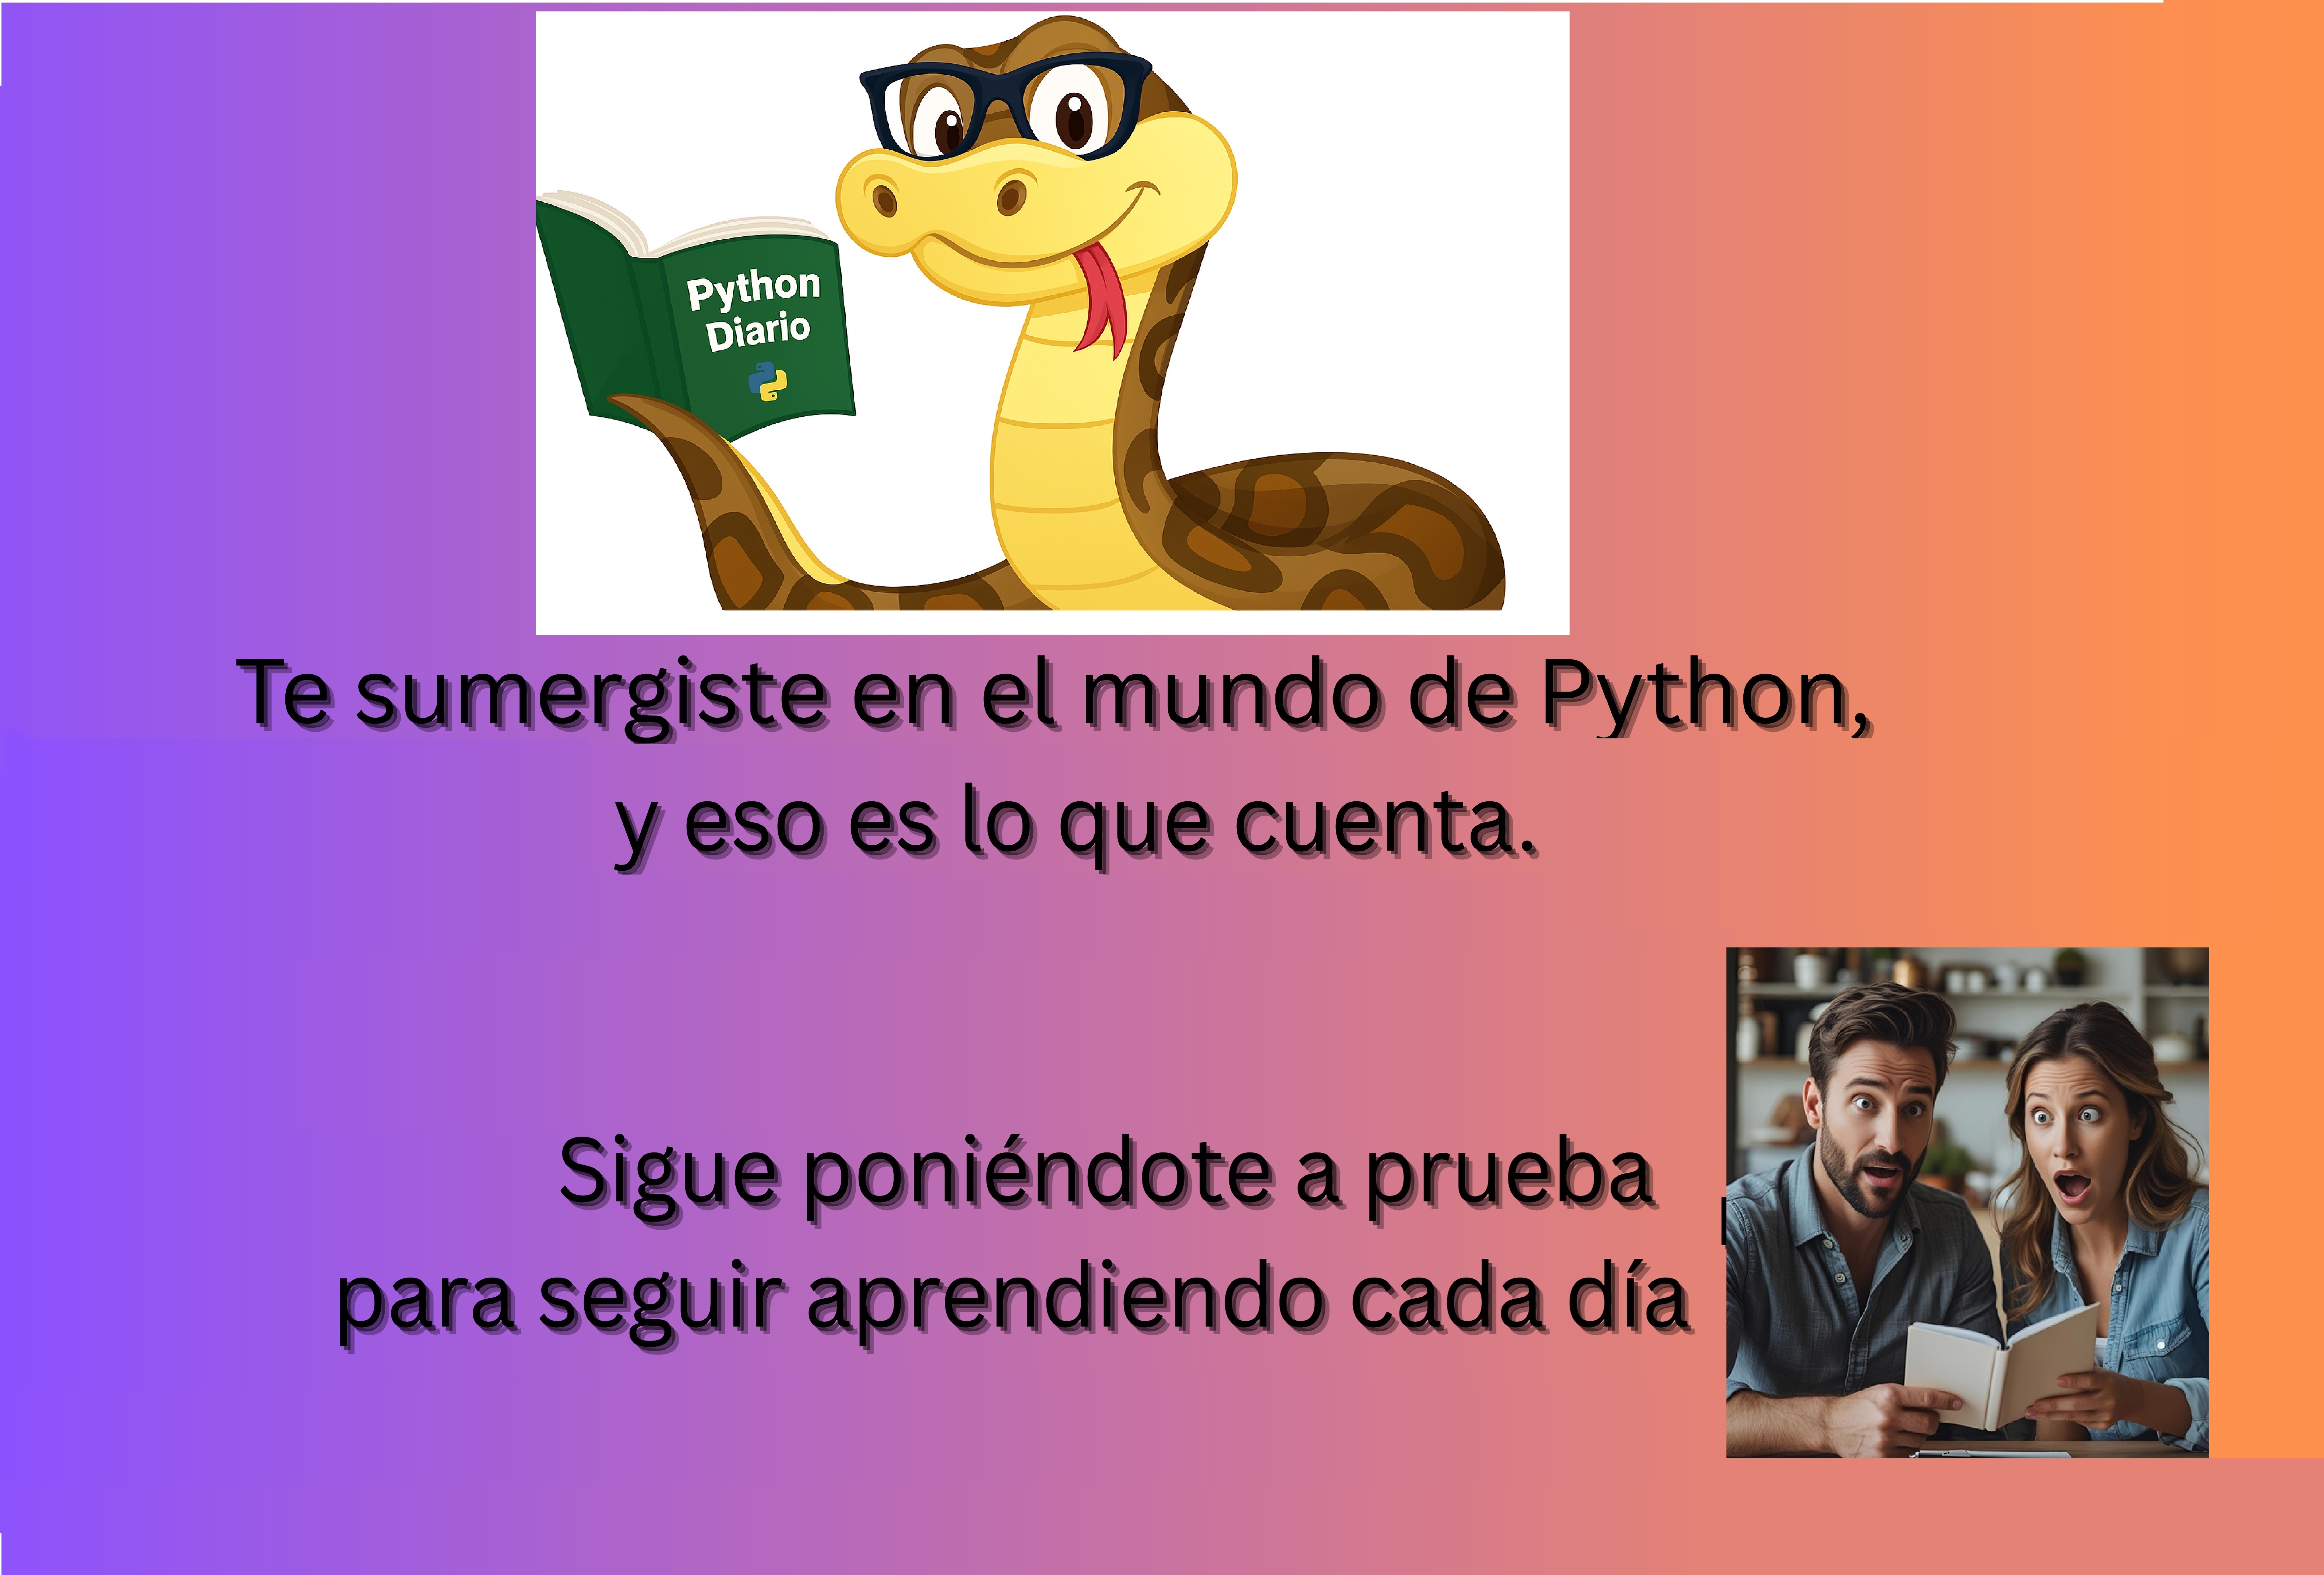 Python
Diario
Te sumergiste en el mundo de Python,
y eso es lo que cuenta.
Sigue poniéndote a prueba
para seguir aprendiendo cada día